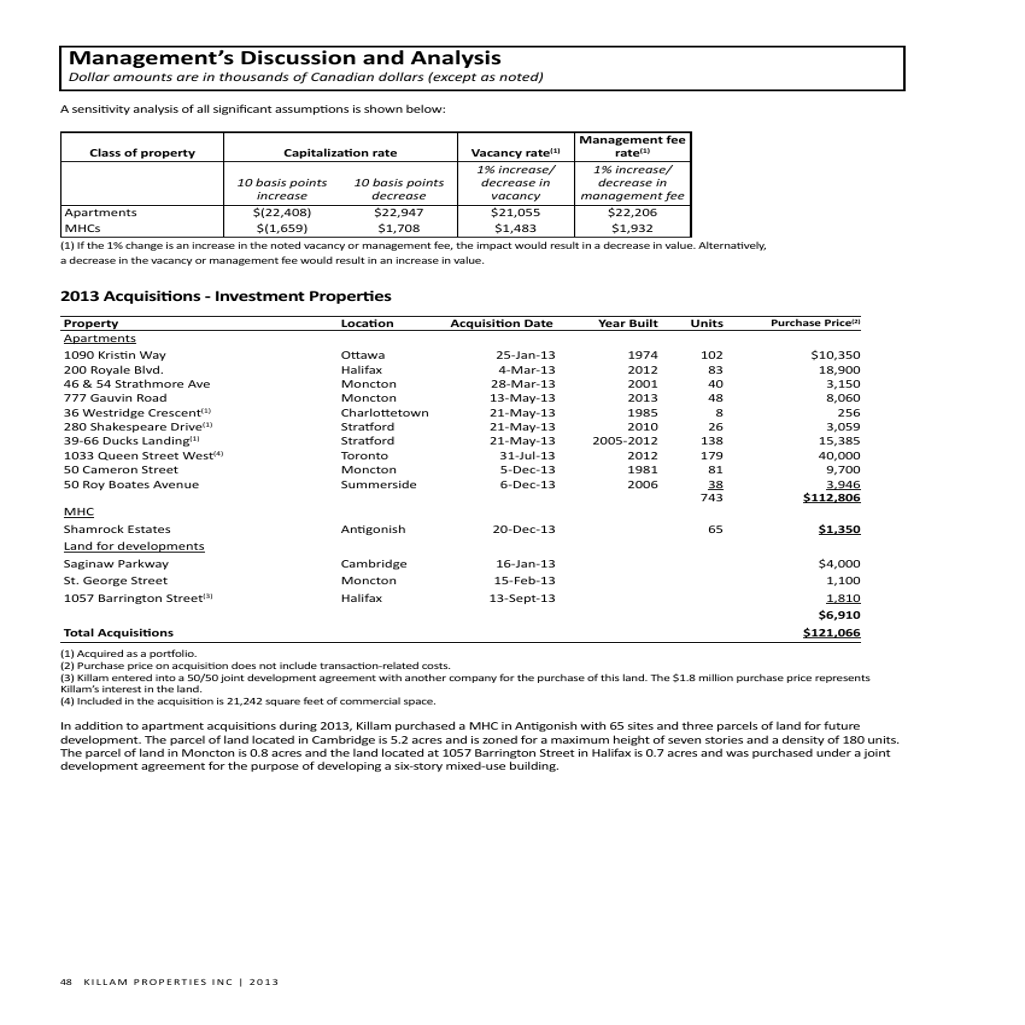 Management's Discussion and Analysis
Dollar amounts are in thousands of Canadian dollars (except as noted)
A sensitivity analysis of all significant assumptions is shown below:
Class of property Capitalization rate Vacancy rate(1) Management fee rate(1)
10 basis points increase 10 basis points decrease 1% increase/ decrease in vacancy 1% increase/ decrease in management fee
Apartments $(22,408) $22,947 $21,055 $22,206
MHCs $(1,659) $1,708 $1,483 $1,932
(1) If the 1% change is an increase in the noted vacancy or management fee, the impact would result in a decrease in value. Alternatively,
a decrease in the vacancy or management fee would result in an increase in value.
2013 Acquisitions - Investment Properties
Property Location Acquisition Date Year Built Units Purchase Price(2)
Apartments
1090 Kristin Way Ottawa 25-Jan-13 1974 102 $10,350
200 Royale Blvd. Halifax 4-Mar-13 2012 83 18,900
46 & 54 Strathmore Ave Moncton 28-Mar-13 2001 40 3,150
777 Gauvin Road Moncton 13-May-13 2013 48 8,060
36 Westridge Crescent(1) Charlottetown 21-May-13 1985 8 256
280 Shakespeare Drive(1) Stratford 21-May-13 2010 26 3,059
39-66 Ducks Landing(1) Stratford 21-May-13 2005-2012 138 15,385
1033 Queen Street West(4) Toronto 31-Jul-13 2012 179 40,000
50 Cameron Street Moncton 5-Dec-13 1981 81 9,700
50 Roy Boates Avenue Summerside 6-Dec-13 2006 38 3,946
743 $112,806
MHC
Shamrock Estates Antigonish 20-Dec-13 65 $1,350
Land for developments
Saginaw Parkway Cambridge 16-Jan-13 $4,000
St. George Street Moncton 15-Feb-13 1,100
1057 Barrington Street(3) Halifax 13-Sept-13 1,810
$6,910
Total Acquisitions $121,066
(1) Acquired as a portfolio.
(2) Purchase price on acquisition does not include transaction-related costs.
(3) Killam entered into a 50/50 joint development agreement with another company for the purchase of this land. The $1.8 million purchase price represents
Killam's interest in the land.
(4) Included in the acquisition is 21,242 square feet of commercial space.
In addition to apartment acquisitions during 2013, Killam purchased a MHC in Antigonish with 65 sites and three parcels of land for future
development. The parcel of land located in Cambridge is 5.2 acres and is zoned for a maximum height of seven stories and a density of 180 units.
The parcel of land in Moncton is 0.8 acres and the land located at 1057 Barrington Street in Halifax is 0.7 acres and was purchased under a joint
development agreement for the purpose of developing a six-story mixed-use building.
48 KILLAM PROPERTIES INC | 2013